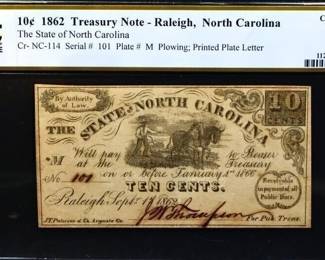 10¢ 1862 Treasury Note - Raleigh, North Carolina
The State of North Carolina
Cr- NC-114 Serial # 101 Plate # M Plowing; Printed Plate Letter
By Authority of Law.
10
CENTS
THE STATE OF NORTH CAROLINA
M Will pay to Bearer
at the Treasury
No. 101 on or before January 1st 1866
TEN CENTS.
Receivable in payment of all Public Dues.
Raleigh, Sept. 1862
For Pub. Treas.